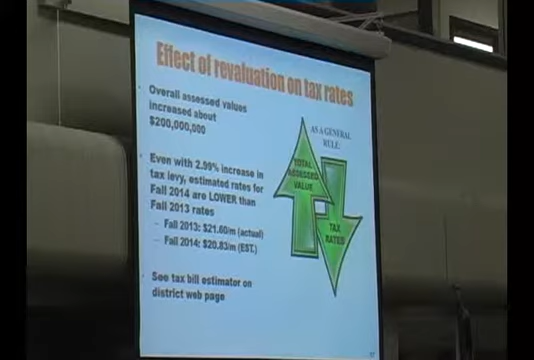 Effect of revaluation on tax rates
Overall assessed values
increased about
$200,000,000
Even with 2.99% increase in
tax levy, estimated rates for
Fall 2014 are LOWER than
Fall 2013 rates
– Fall 2013: $21.60/m (actual)
– Fall 2014: $20.83/m (EST.)
See tax bill estimator on
district web page
AS A GENERAL
RULE:
TOTAL
ASSESSED
VALUE
TAX
RATES